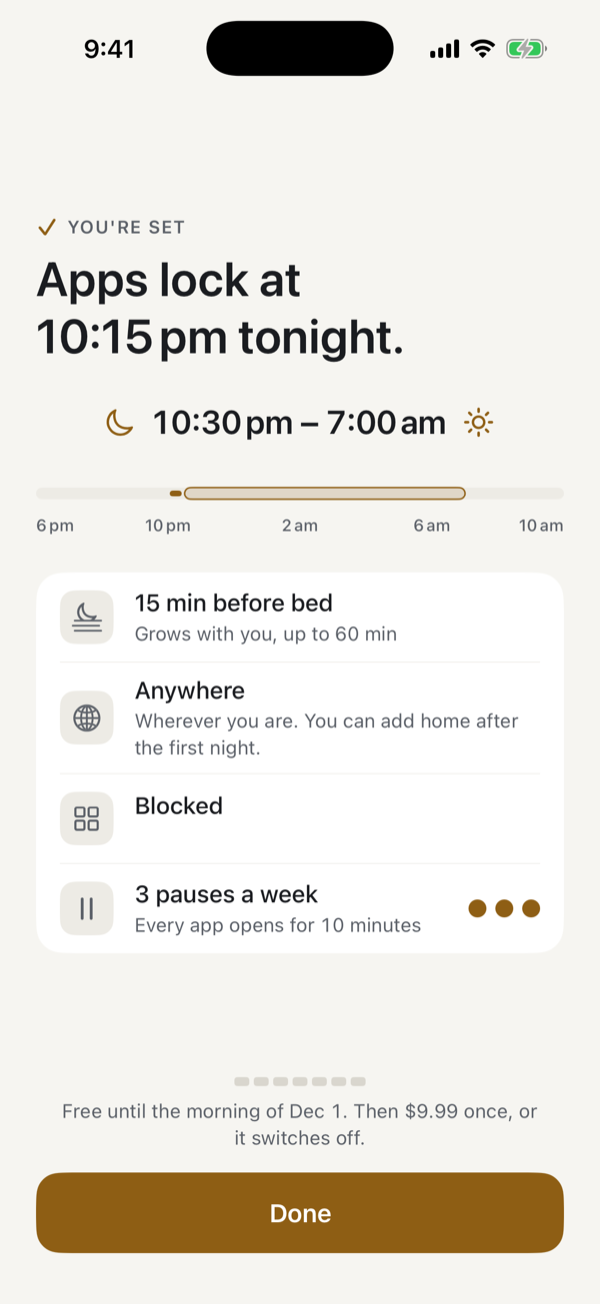 9:41
YOU'RE SET
Apps lock at
10:15 pm tonight.
10:30 pm – 7:00 am
6 pm 10 pm 2 am 6 am 10 am
15 min before bed
Grows with you, up to 60 min
Anywhere
Wherever you are. You can add home after
the first night.
Blocked
3 pauses a week
Every app opens for 10 minutes
Free until the morning of Dec 1. Then $9.99 once, or
it switches off.
Done